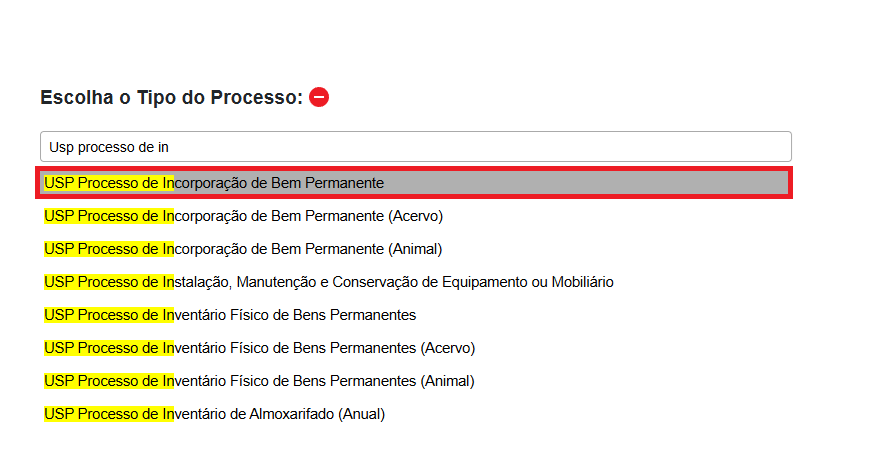 Escolha o Tipo do Processo:
Usp processo de in
USP Processo de Incorporação de Bem Permanente
USP Processo de Incorporação de Bem Permanente (Acervo)
USP Processo de Incorporação de Bem Permanente (Animal)
USP Processo de Instalação, Manutenção e Conservação de Equipamento ou Mobiliário
USP Processo de Inventário Físico de Bens Permanentes
USP Processo de Inventário Físico de Bens Permanentes (Acervo)
USP Processo de Inventário Físico de Bens Permanentes (Animal)
USP Processo de Inventário de Almoxarifado (Anual)